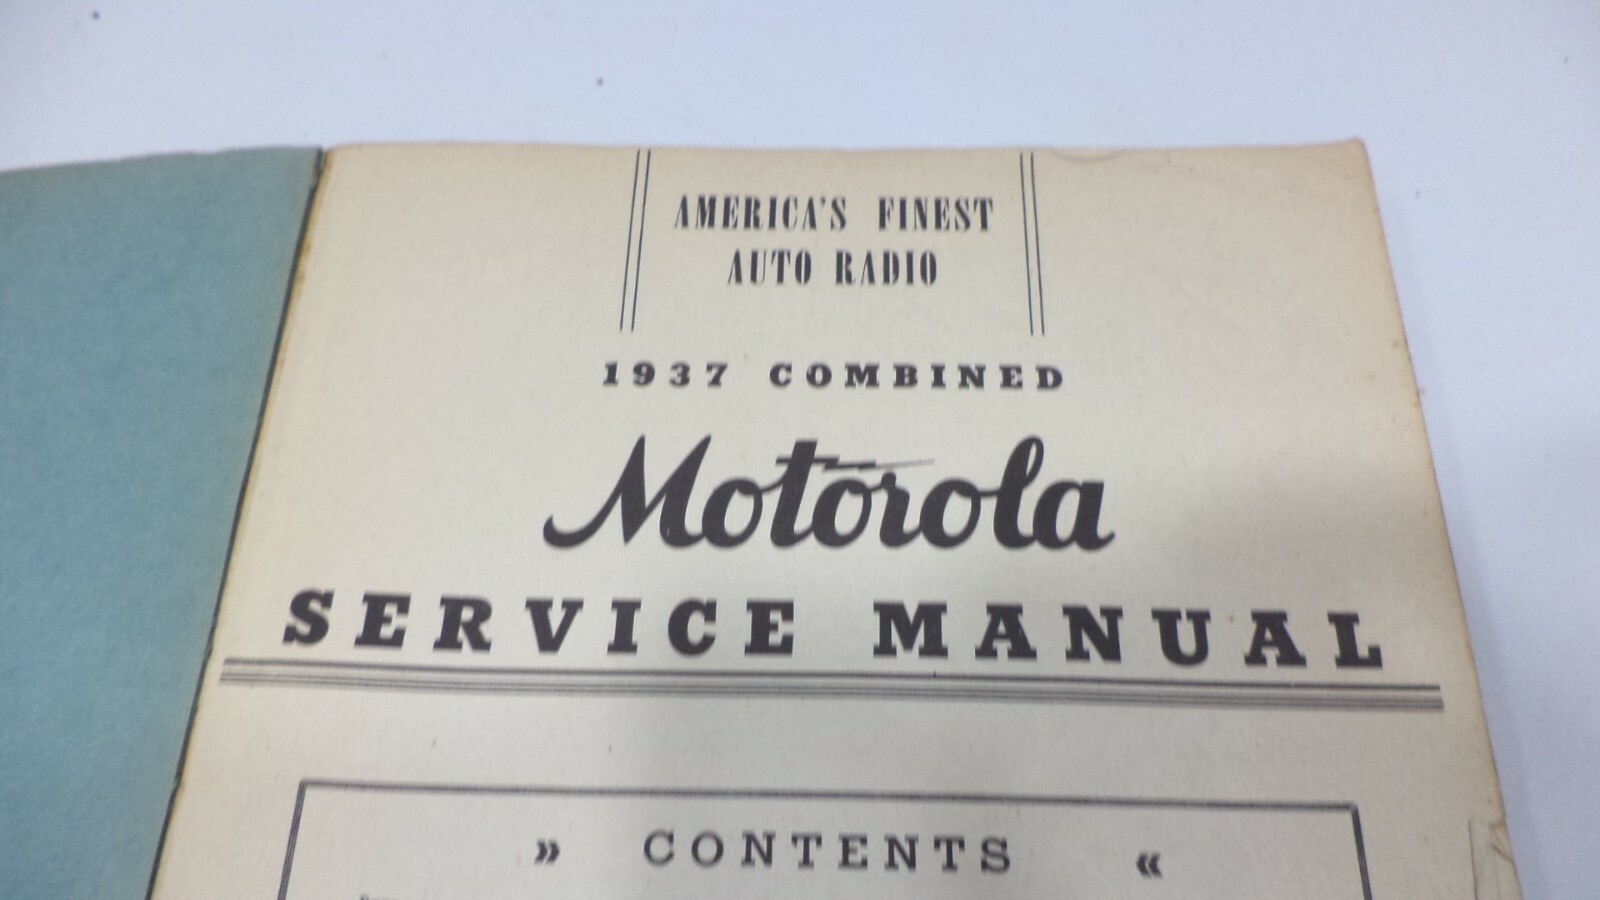 AMERICA'S FINEST
AUTO RADIO
1937 COMBINED
Motorola
SERVICE MANUAL
» CONTENTS «